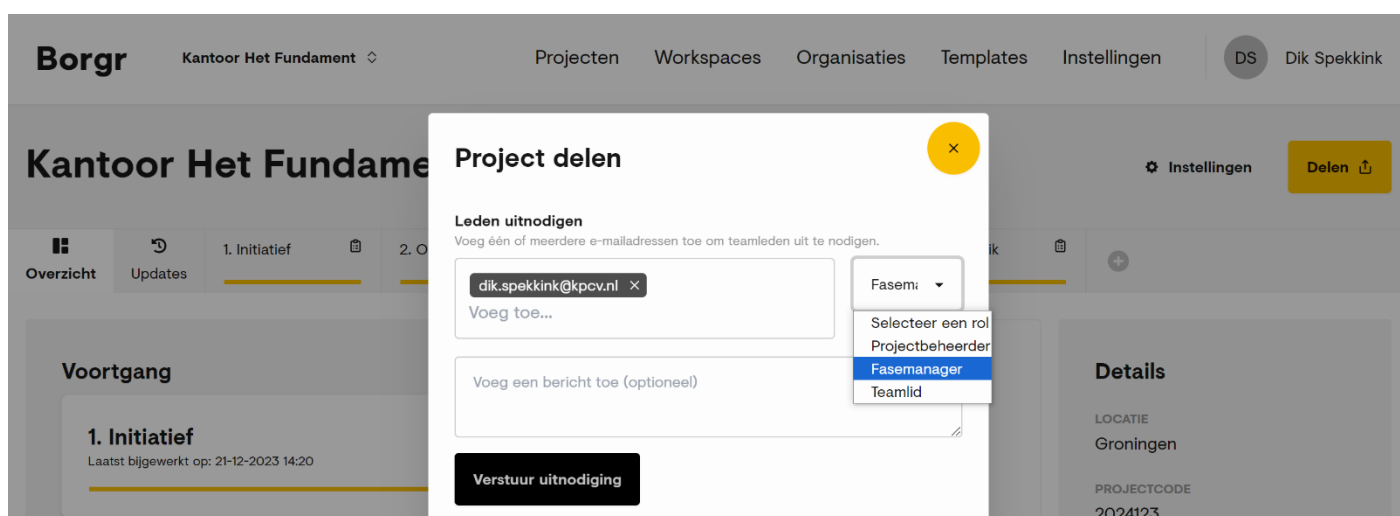 Borgr
Kantoor Het Fundament
Projecten
Workspaces
Organisaties
Templates
Instellingen
DS
Dik Spekkink
Kantoor Het Fundame
Project delen
Instellingen
Delen
Leden uitnodigen
Voeg één of meerdere e-mailadressen toe om teamleden uit te nodigen.
Overzicht
Updates
1. Initiatief
2. O
ik
dik.spekkink@kpcv.nl
Voeg toe...
Fasema
Selecteer een rol
Projectbeheerder
Fasemanager
Teamlid
Voeg een bericht toe (optioneel)
Verstuur uitnodiging
Voortgang
1. Initiatief
Laatst bijgewerkt op: 21-12-2023 14:20
Details
LOCATIE
Groningen
PROJECTCODE
2024123